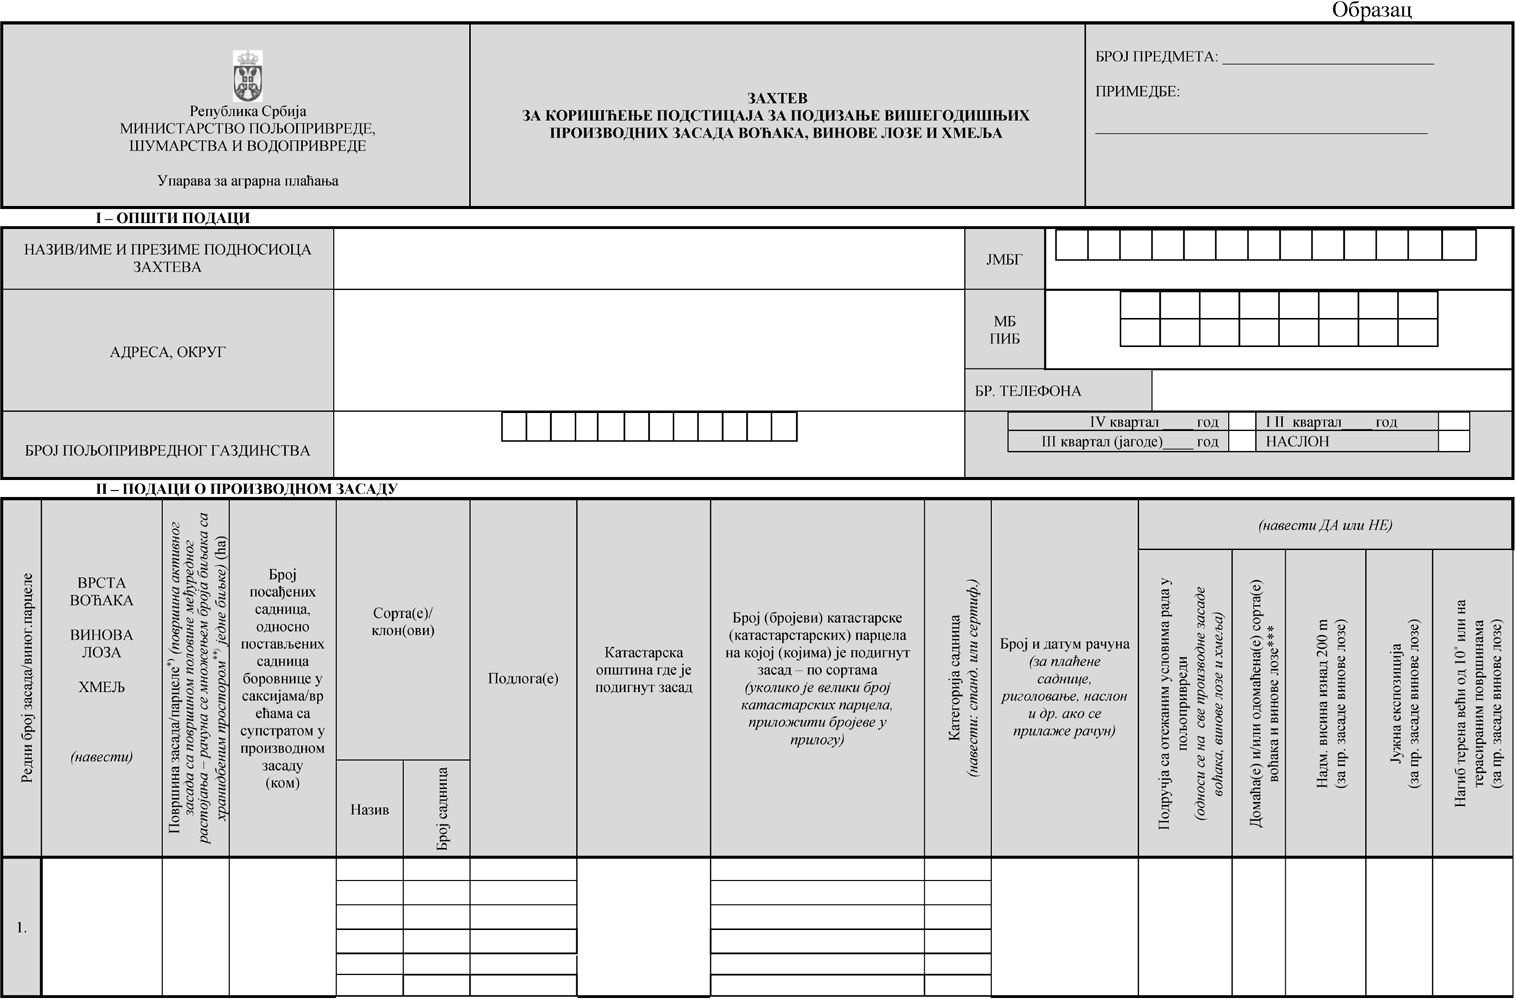 Образац
Република Србија
МИНИСТАРСТВО ПОЉОПРИВРЕДЕ,
ШУМАРСТВА И ВОДОПРИВРЕДЕ
Управа за аграрна плаћања
ЗАХТЕВ
ЗА КОРИШЋЕЊЕ ПОДСТИЦАЈА ЗА ПОДИЗАЊЕ ВИШЕГОДИШЊИХ
ПРОИЗВОДНИХ ЗАСАДА ВОЋАКА, ВИНОВЕ ЛОЗЕ И ХМЕЉА
БРОЈ ПРЕДМЕТА: ____________________
ПРИМЕДБЕ:
I – ОПШТИ ПОДАЦИ
НАЗИВ/ИМЕ И ПРЕЗИМЕ ПОДНОСИОЦА
ЗАХТЕВА
ЈМБГ
АДРЕСА, ОКРУГ
МБ
ПИБ
БР. ТЕЛЕФОНА
БРОЈ ПОЉОПРИВРЕДНОГ ГАЗДИНСТВА
IV квартал ____ год
I II квартал____ год
III квартал (јагоде)____ год
НАСЛОН
II – ПОДАЦИ О ПРОИЗВОДНОМ ЗАСАДУ
Редни број засада/виног.парцеле
ВРСТА
ВОЋАКА
ВИНОВА
ЛОЗА
ХМЕЉ
(навести)
Површина засада/парцеле*) (површина активног
засада са површином половине међуредног
растојања – рачуна се множењем броја биљака са
хранидбеним простором**) једне биљке) (ha)
Број
посађених
садница,
односно
постављених
садница
боровнице у
саксијама/вр
ећама са
супстратом у
производном
засаду
(ком)
Сорта(е)/
клон(ови)
Назив
Број садница
Подлога(е)
Катастарска
општина где је
подигнут засад
Број (бројеви) катастарске
(катастарстарских) парцела
на којој (којима) је подигнут
засад – по сортама
(уколико је велики број
катастарских парцела,
приложити бројеве у
прилогу)
Категорија садница
(навести: станд. или сертиф.)
Број и датум рачуна
(за плаћене
саднице,
риголовање, наслон
и др. ако се
прилаже рачун)
(навести ДА или НЕ)
Подручја са отежаним условима рада у
пољопривреди
(односи се на све производне засаде
воћака, винове лозе и хмеља)
Домаћа(е) и/или одомаћена(е) сорта(е)
воћака и винове лозе***
Надм. висина изнад 200 m
(за пр. засаде винове лозе)
Јужна експозиција
(за пр. засаде винове лозе)
Нагиб терена већи од 10˚ или на
терасираним површинама
(за пр. засаде винове лозе)
1.